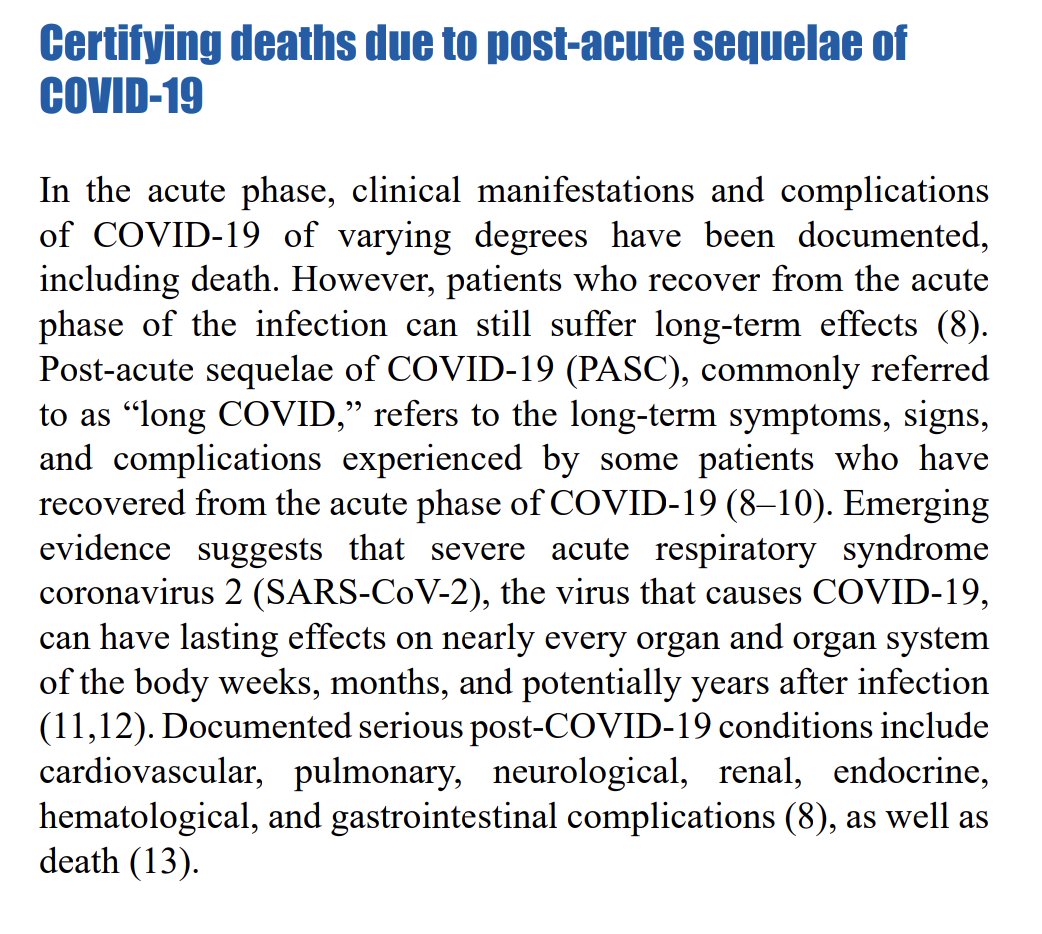 Certifying deaths due to post-acute sequelae of
COVID-19
In the acute phase, clinical manifestations and complications
of COVID-19 of varying degrees have been documented,
including death. However, patients who recover from the acute
phase of the infection can still suffer long-term effects (8).
Post-acute sequelae of COVID-19 (PASC), commonly referred
to as “long COVID,” refers to the long-term symptoms, signs,
and complications experienced by some patients who have
recovered from the acute phase of COVID-19 (8–10). Emerging
evidence suggests that severe acute respiratory syndrome
coronavirus 2 (SARS-CoV-2), the virus that causes COVID-19,
can have lasting effects on nearly every organ and organ system
of the body weeks, months, and potentially years after infection
(11,12). Documented serious post-COVID-19 conditions include
cardiovascular, pulmonary, neurological, renal, endocrine,
hematological, and gastrointestinal complications (8), as well as
death (13).